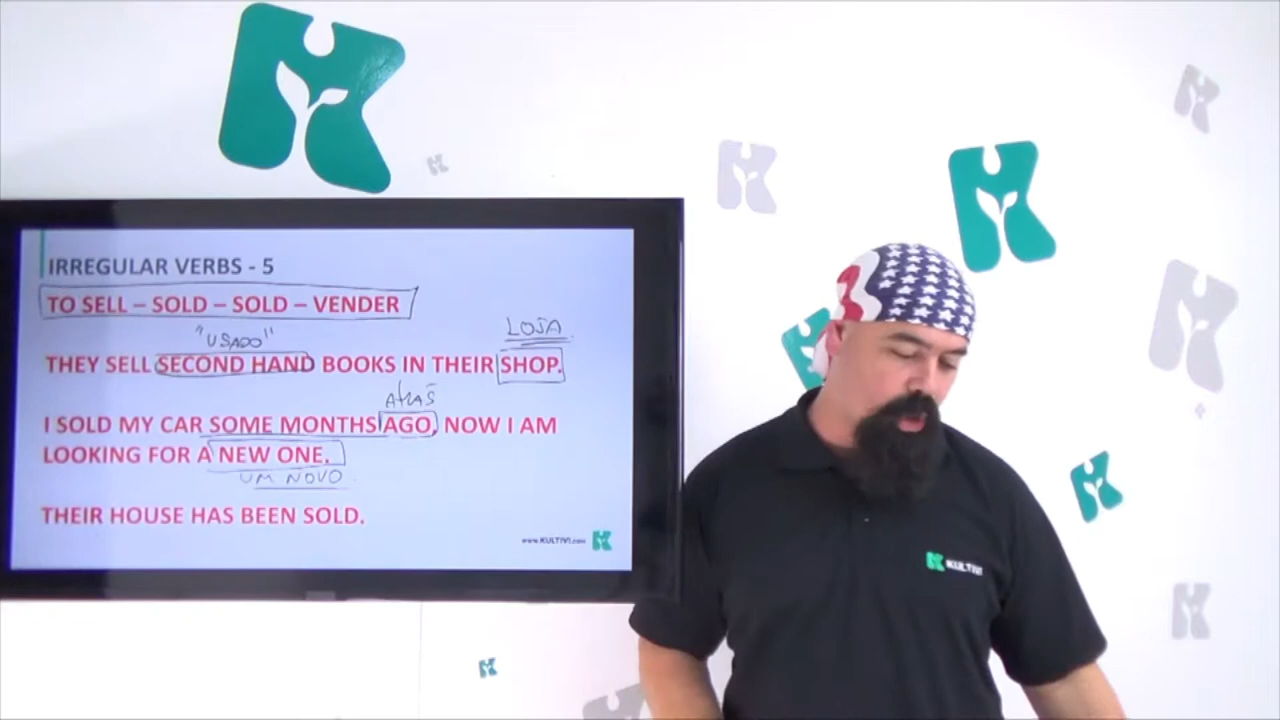 IRREGULAR VERBS - 5
TO SELL – SOLD – SOLD – VENDER
"USADO"
LOJA
THEY SELL SECOND HAND BOOKS IN THEIR SHOP.
ATRÁS
I SOLD MY CAR SOME MONTHS AGO, NOW I AM
LOOKING FOR A NEW ONE.
UM NOVO
THEIR HOUSE HAS BEEN SOLD.
www.KULTIVI.com
KULTIVI